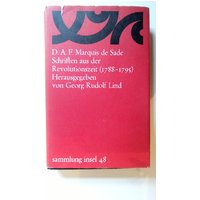 D. A. F. Marquis de Sade
Schriften aus der
Revolutionszeit (1788-1795)
Herausgegeben
von Georg Rudolf Lind
sammlung insel 48